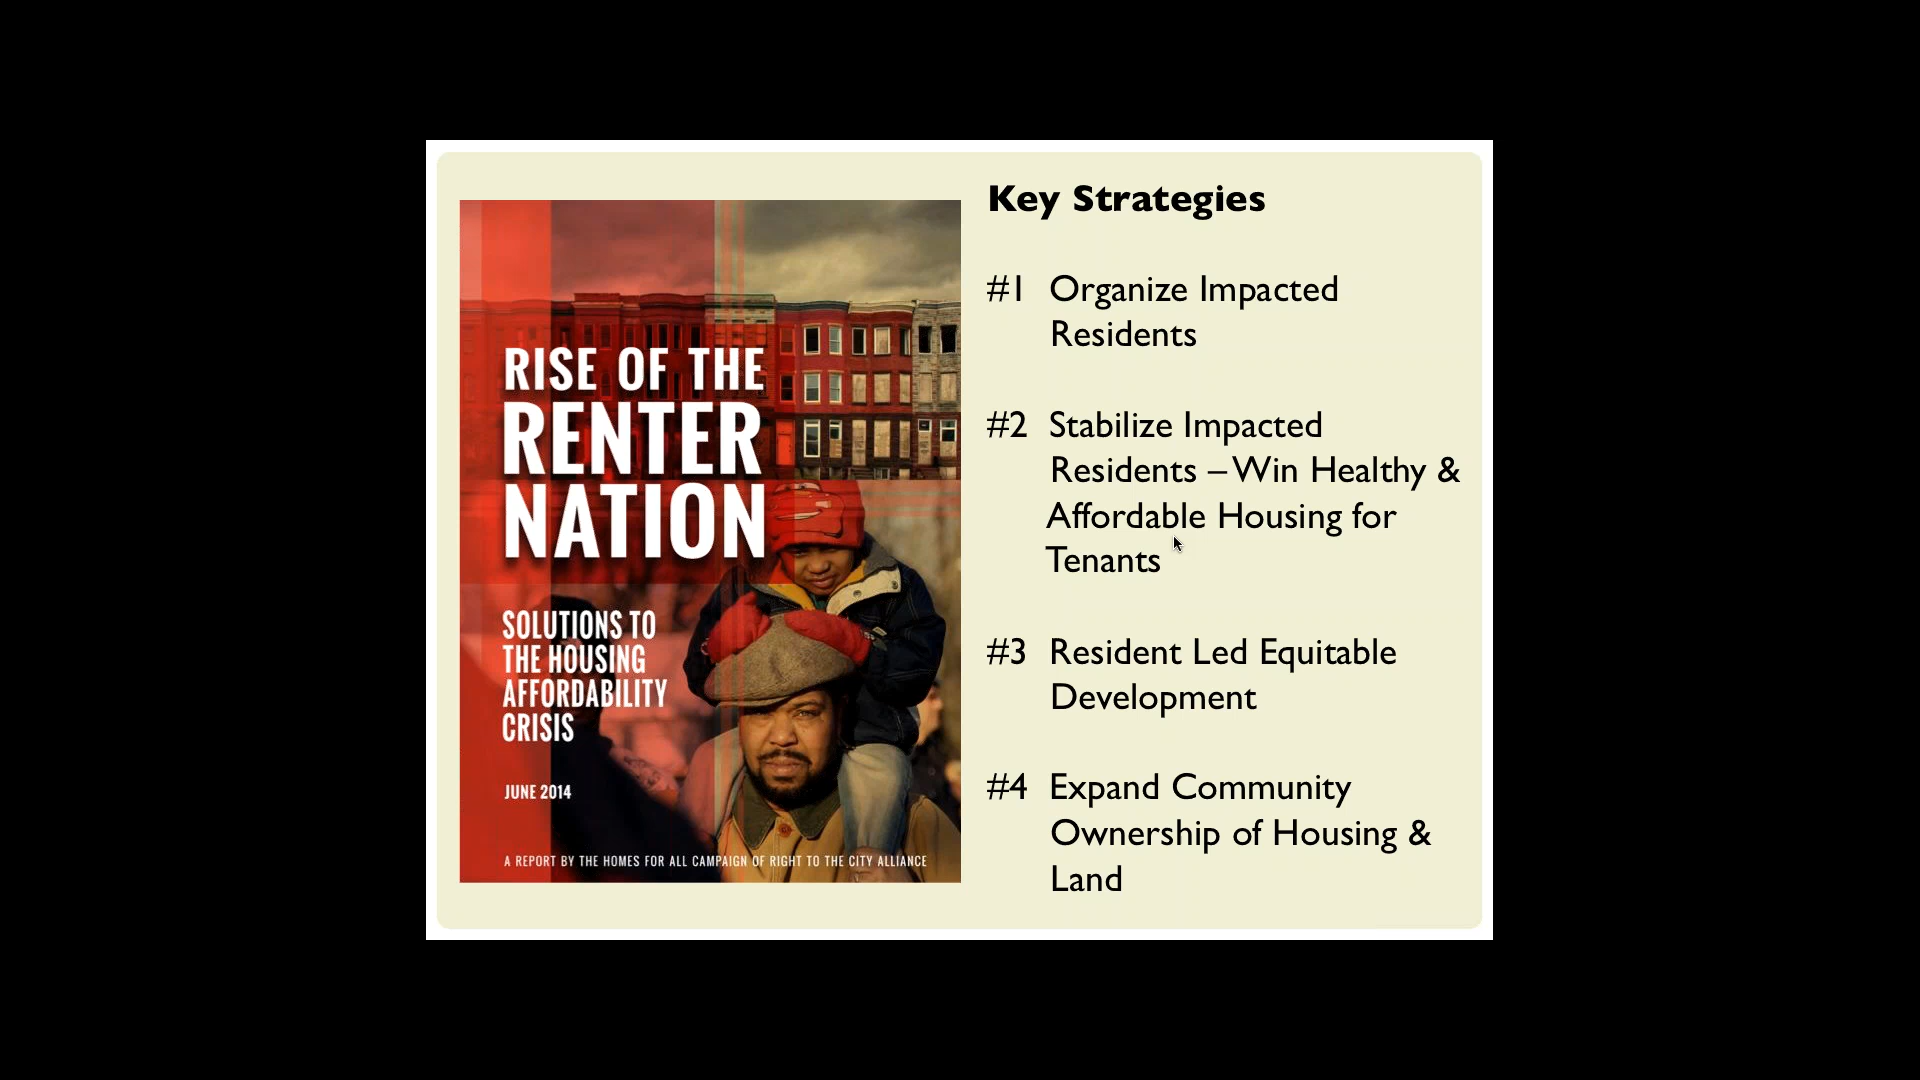 RISE OF THE
RENTER
NATION
SOLUTIONS TO
THE HOUSING
AFFORDABILITY
CRISIS
JUNE 2014
A REPORT BY THE HOMES FOR ALL CAMPAIGN OF RIGHT TO THE CITY ALLIANCE
Key Strategies
#1 Organize Impacted
Residents
#2 Stabilize Impacted
Residents – Win Healthy &
Affordable Housing for
Tenants
#3 Resident Led Equitable
Development
#4 Expand Community
Ownership of Housing &
Land